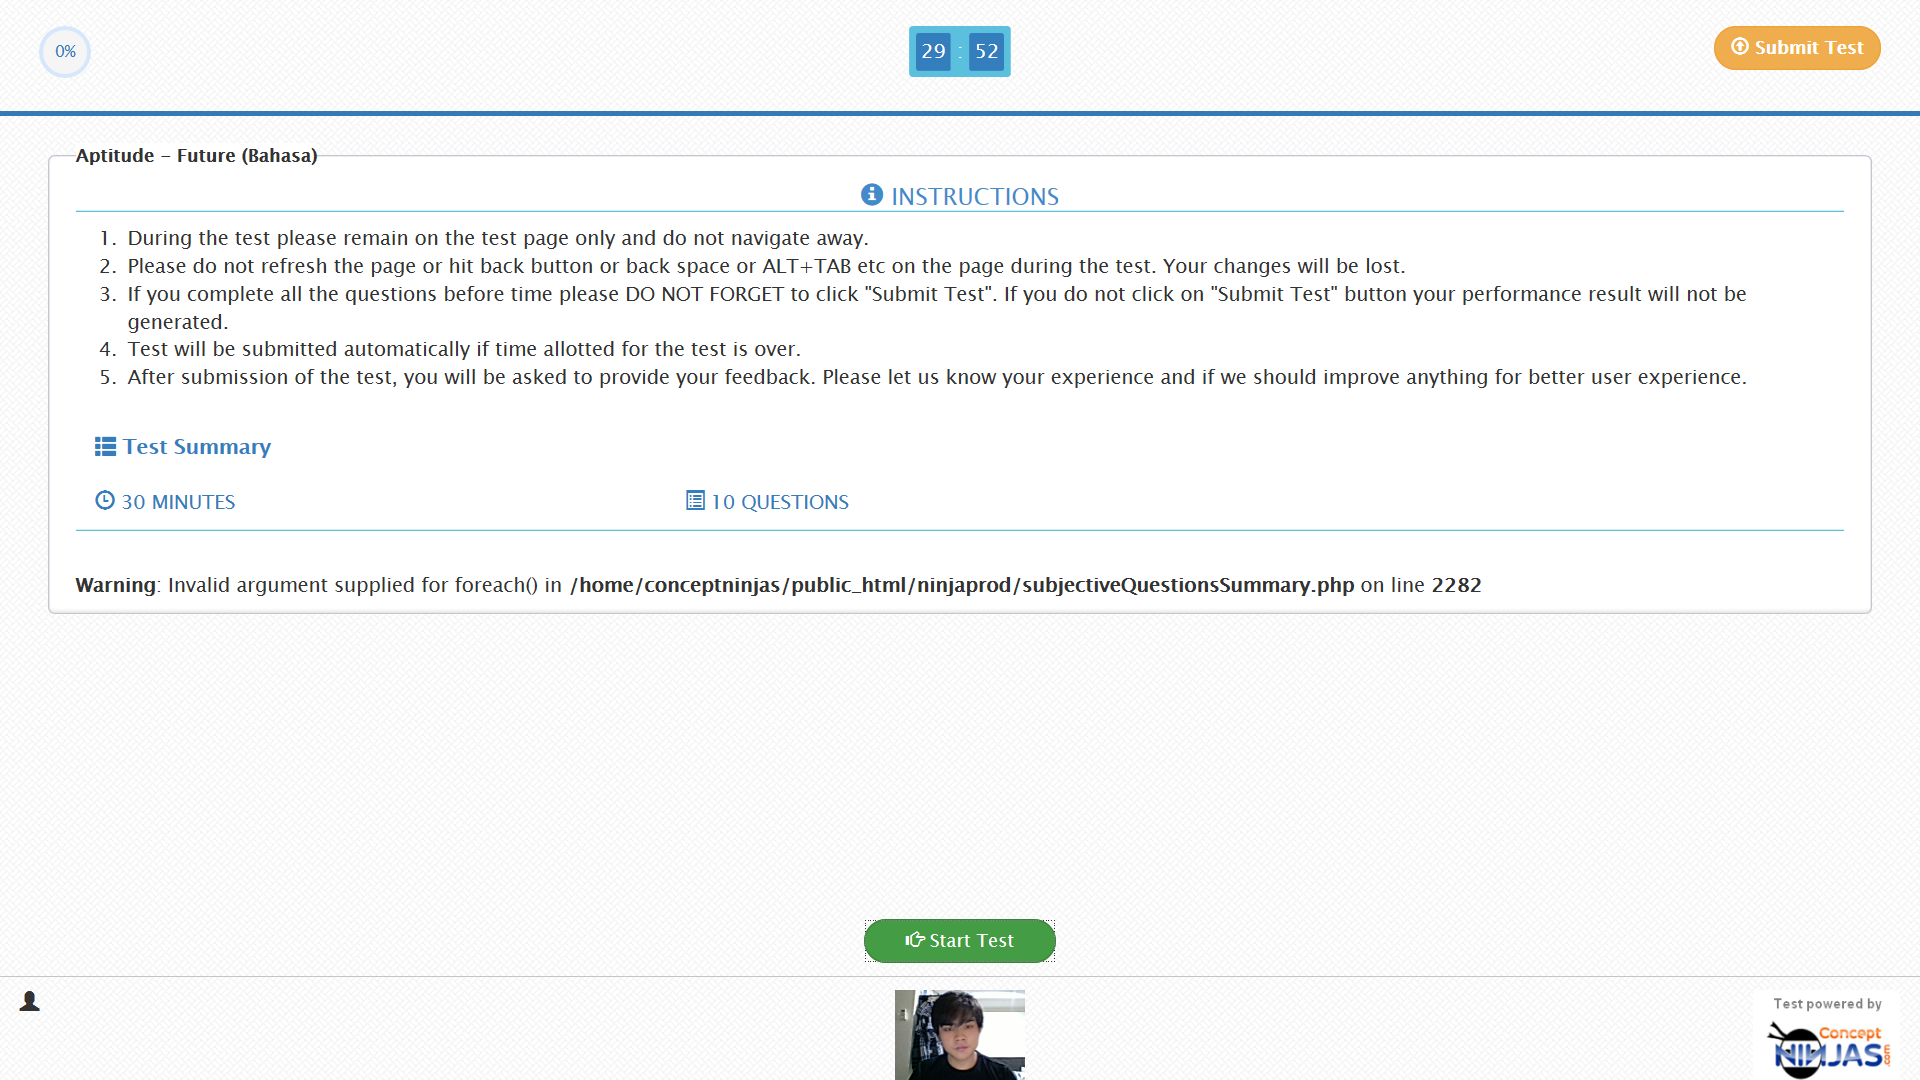 0%
29 : 52
Submit Test
Aptitude - Future (Bahasa)
INSTRUCTIONS
1. During the test please remain on the test page only and do not navigate away.
2. Please do not refresh the page or hit back button or back space or ALT+TAB etc on the page during the test. Your changes will be lost.
3. If you complete all the questions before time please DO NOT FORGET to click "Submit Test". If you do not click on "Submit Test" button your performance result will not be
generated.
4. Test will be submitted automatically if time allotted for the test is over.
5. After submission of the test, you will be asked to provide your feedback. Please let us know your experience and if we should improve anything for better user experience.
Test Summary
30 MINUTES
10 QUESTIONS
Warning: Invalid argument supplied for foreach() in /home/conceptninjas/public_html/ninjaprod/subjectiveQuestionsSummary.php on line 2282
Start Test
Test powered by
Concept
NINJAS.com